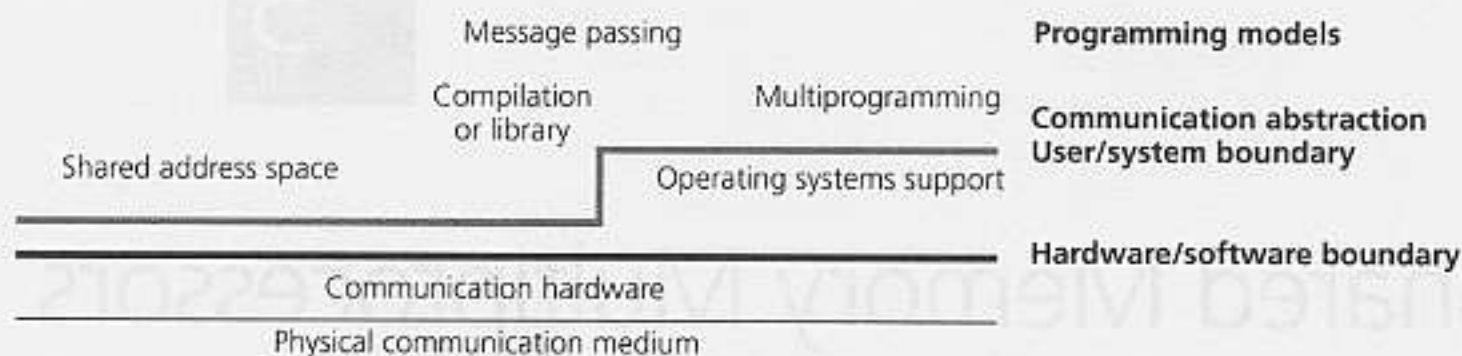 Message passing
Programming models
Compilation
or library
Multiprogramming
Communication abstraction
User/system boundary
Shared address space
Operating systems support
Hardware/software boundary
Communication hardware
Physical communication medium